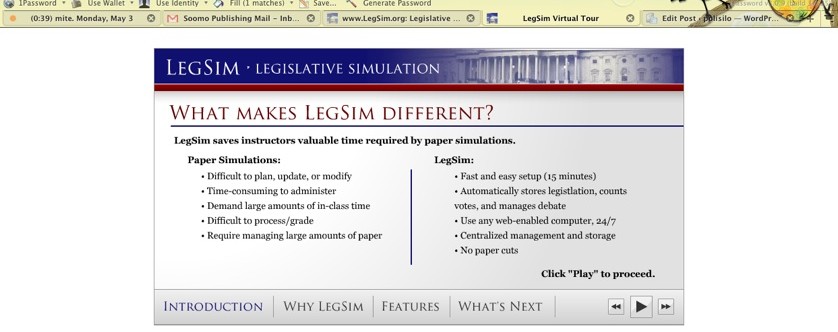 1Password Use Wallet Use Identity Fill (1 matches) Save... Generate Password
(0:39) mite. Monday, May 3 Soomo Publishing Mail – Inb... www.LegSim.org: Legislative ... LegSim Virtual Tour Edit Post ‹ polisilo — WordPr...
LEGSIM · LEGISLATIVE SIMULATION
WHAT MAKES LEGSIM DIFFERENT?
LegSim saves instructors valuable time required by paper simulations.
Paper Simulations:
• Difficult to plan, update, or modify
• Time-consuming to administer
• Demand large amounts of in-class time
• Difficult to process/grade
• Require managing large amounts of paper
LegSim:
• Fast and easy setup (15 minutes)
• Automatically stores legistlation, counts
votes, and manages debate
• Use any web-enabled computer, 24/7
• Centralized management and storage
• No paper cuts
Click "Play" to proceed.
INTRODUCTION WHY LEGSIM FEATURES WHAT'S NEXT